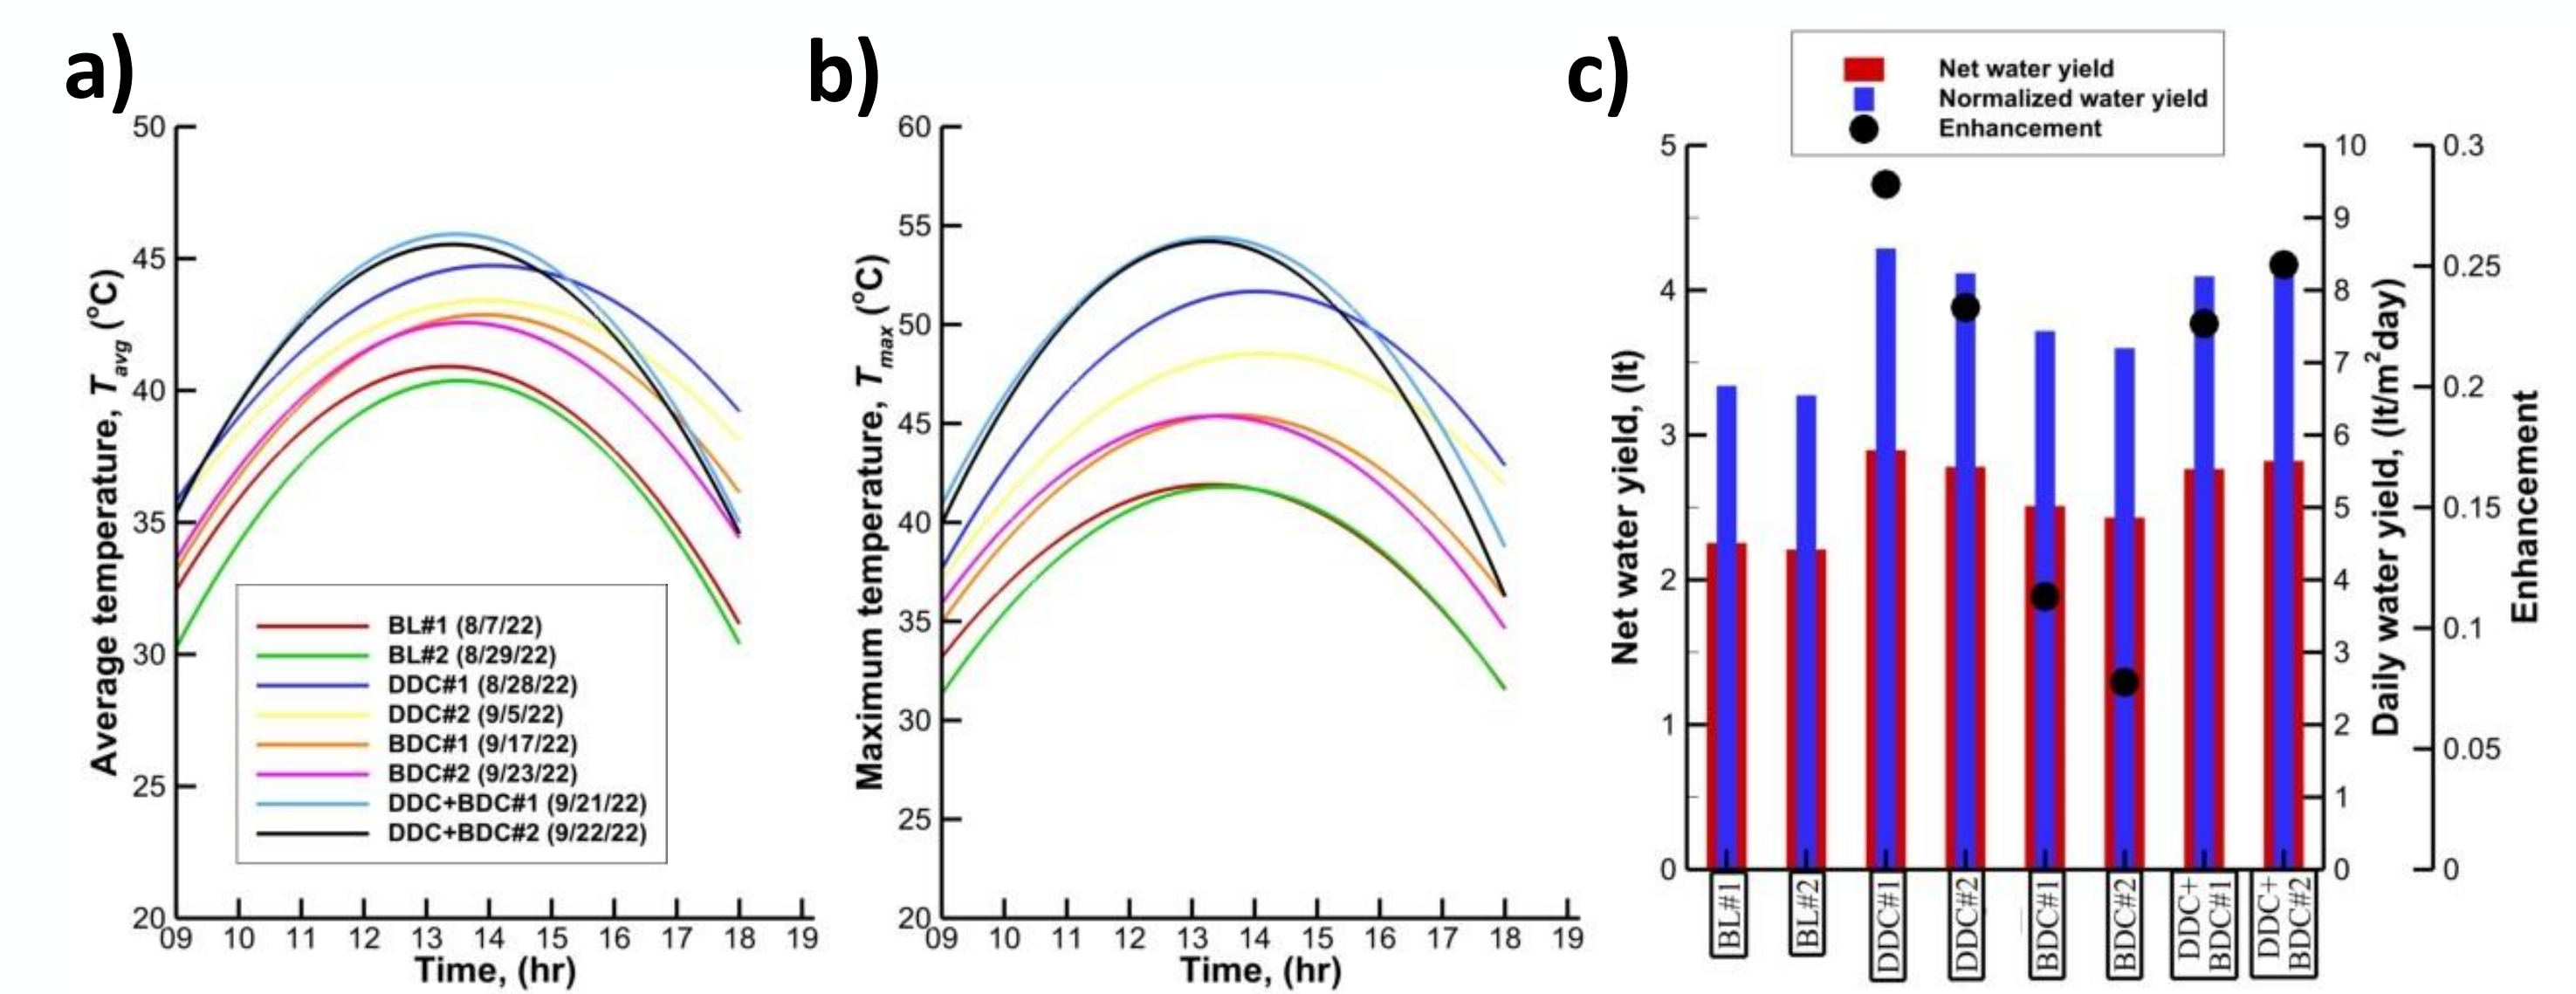 a)
50
45
40
35
30
25
20
09 10 11 12 13 14 15 16 17 18 19
Average temperature, Tavg (°C)
Time, (hr)
BL#1 (8/7/22)
BL#2 (8/29/22)
DDC#1 (8/28/22)
DDC#2 (9/5/22)
BDC#1 (9/17/22)
BDC#2 (9/23/22)
DDC+BDC#1 (9/21/22)
DDC+BDC#2 (9/22/22)
b)
60
55
50
45
40
35
30
25
20
09 10 11 12 13 14 15 16 17 18 19
Maximum temperature, Tmax (°C)
Time, (hr)
c)
Net water yield
Normalized water yield
Enhancement
5
4
3
2
1
0
Net water yield, (lt)
10
9
8
7
6
5
4
3
2
1
0
Daily water yield, (lt/m²day)
0.3
0.25
0.2
0.15
0.1
0.05
0
Enhancement
BL#1
BL#2
DDC#1
DDC#2
BDC#1
BDC#2
DDC+
BDC#1
DDC+
BDC#2